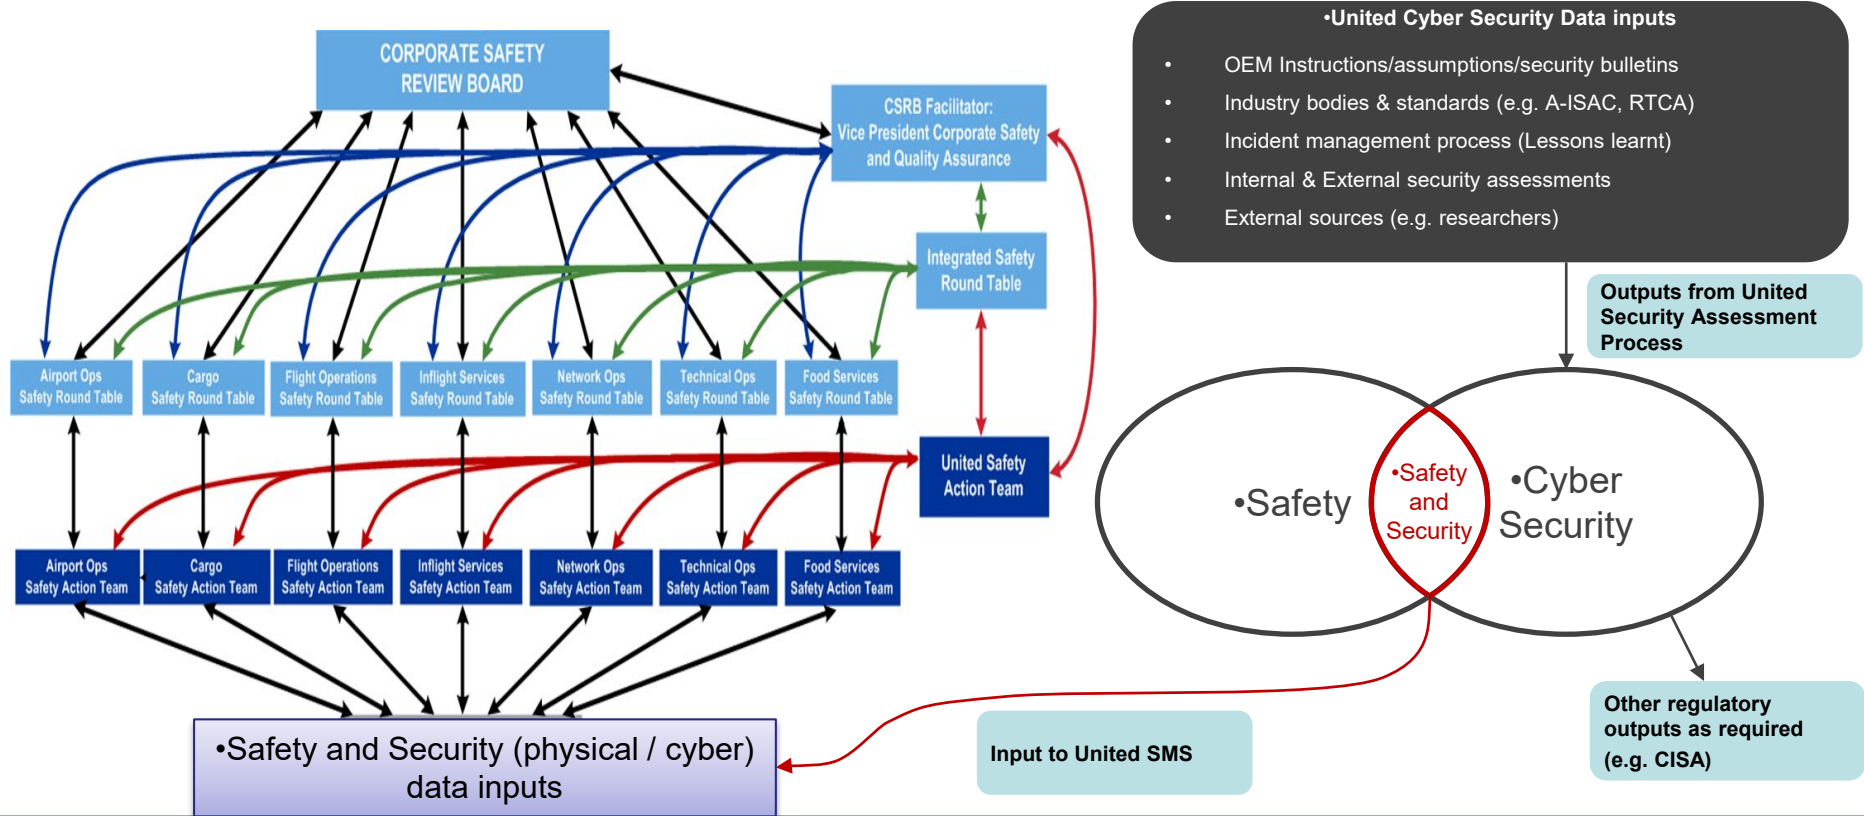 CORPORATE SAFETY
REVIEW BOARD
CSRB Facilitator:
Vice President Corporate Safety
and Quality Assurance
Integrated Safety
Round Table
Airport Ops
Safety Round Table
Cargo
Safety Round Table
Flight Operations
Safety Round Table
Inflight Services
Safety Round Table
Network Ops
Safety Round Table
Technical Ops
Safety Round Table
Food Services
Safety Round Table
United Safety
Action Team
Airport Ops
Safety Action Team
Cargo
Safety Action Team
Flight Operations
Safety Action Team
Inflight Services
Safety Action Team
Network Ops
Safety Action Team
Technical Ops
Safety Action Team
Food Services
Safety Action Team
•Safety and Security (physical / cyber)
data inputs
•United Cyber Security Data inputs
• OEM Instructions/assumptions/security bulletins
• Industry bodies & standards (e.g. A-ISAC, RTCA)
• Incident management process (Lessons learnt)
• Internal & External security assessments
• External sources (e.g. researchers)
Outputs from United
Security Assessment
Process
•Safety
•Safety
and
Security
•Cyber
Security
Input to United SMS
Other regulatory
outputs as required
(e.g. CISA)